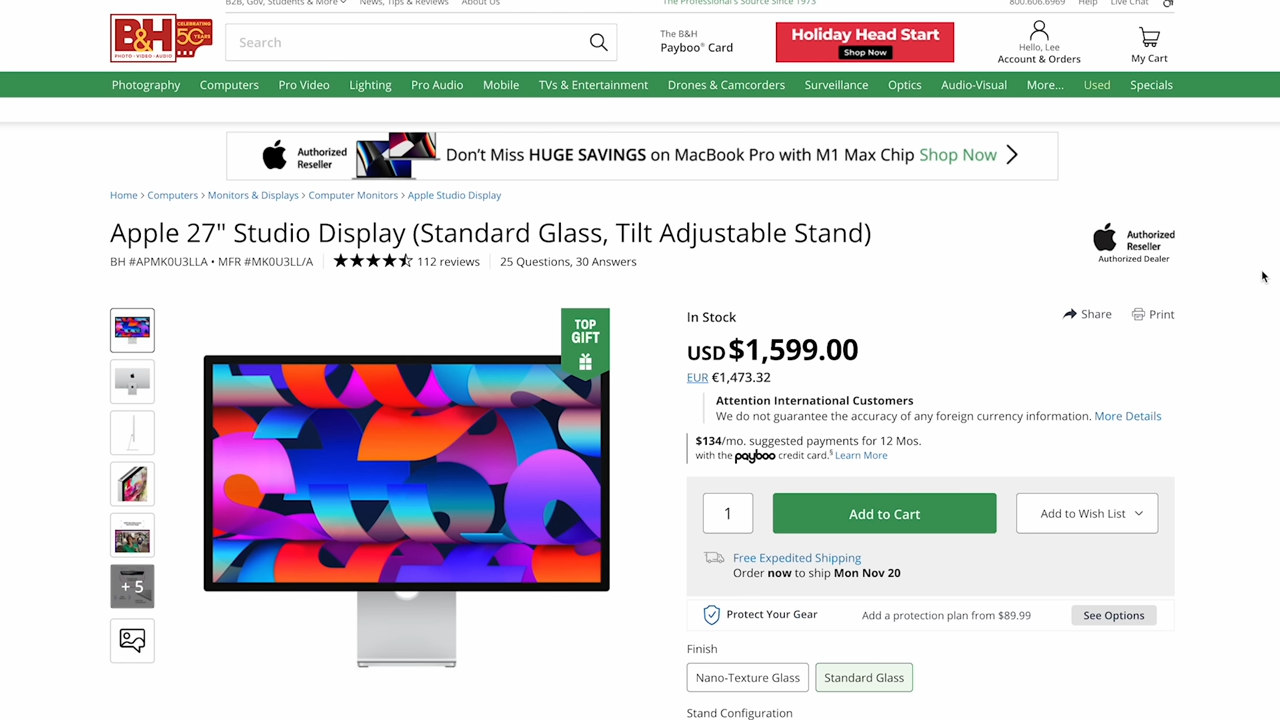 B2B, Gov, Students & More
News, Tips & Reviews
About Us
The Professional's Source Since 1973
800.606.6969
Help
Live Chat
B&H
PHOTO · VIDEO · AUDIO
CELEBRATING
50
YEARS
Search
The B&H
Payboo® Card
Holiday Head Start
Shop Now
Hello, Lee
Account & Orders
My Cart
Photography
Computers
Pro Video
Lighting
Pro Audio
Mobile
TVs & Entertainment
Drones & Camcorders
Surveillance
Optics
Audio-Visual
More...
Used
Specials
Authorized
Reseller
Don't Miss HUGE SAVINGS on MacBook Pro with M1 Max Chip Shop Now
Home > Computers > Monitors & Displays > Computer Monitors > Apple Studio Display
Apple 27" Studio Display (Standard Glass, Tilt Adjustable Stand)
BH #APMK0U3LLA • MFR #MK0U3LL/A
112 reviews
25 Questions, 30 Answers
Authorized
Reseller
Authorized Dealer
TOP
GIFT
+ 5
In Stock
Share
Print
USD $1,599.00
EUR €1,473.32
Attention International Customers
We do not guarantee the accuracy of any foreign currency information. More Details
$134/mo. suggested payments for 12 Mos.
with the payboo credit card.§ Learn More
1
Add to Cart
Add to Wish List
Free Expedited Shipping
Order now to ship Mon Nov 20
Protect Your Gear
Add a protection plan from $89.99
See Options
Finish
Nano-Texture Glass
Standard Glass
Stand Configuration